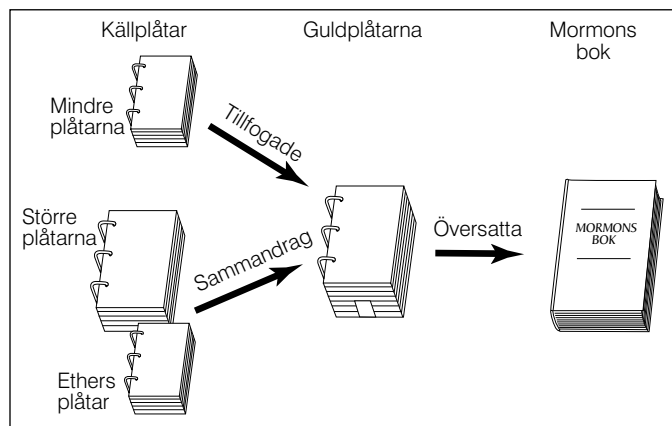 Källplåtar
Guldplåtarna
Mormons
bok
Mindre
plåtarna
Tillfogade
Större
plåtarna
Sammandrag
Översatta
MORMONS
BOK
Ethers
plåtar